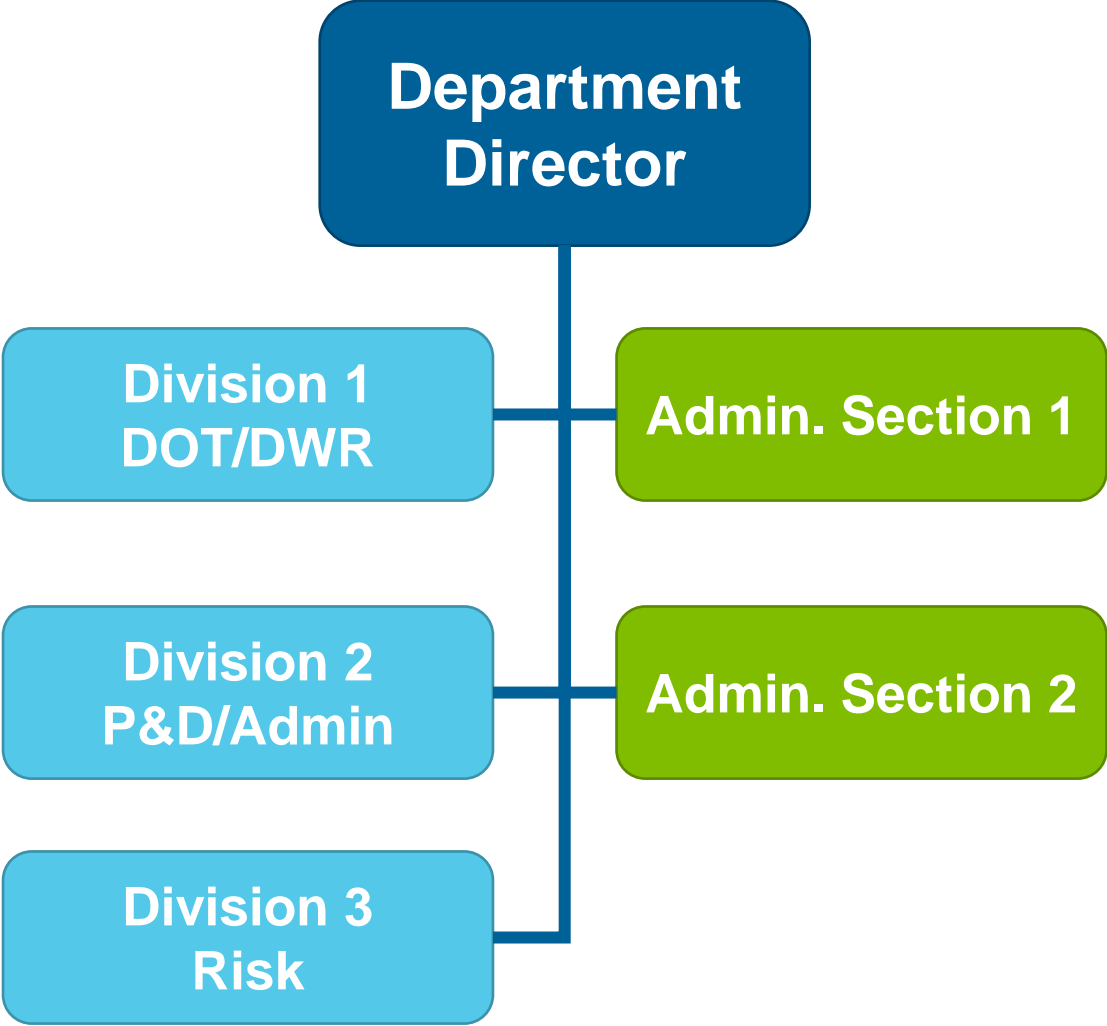 Department
Director
Division 1
DOT/DWR
Admin. Section 1
Division 2
P&D/Admin
Admin. Section 2
Division 3
Risk